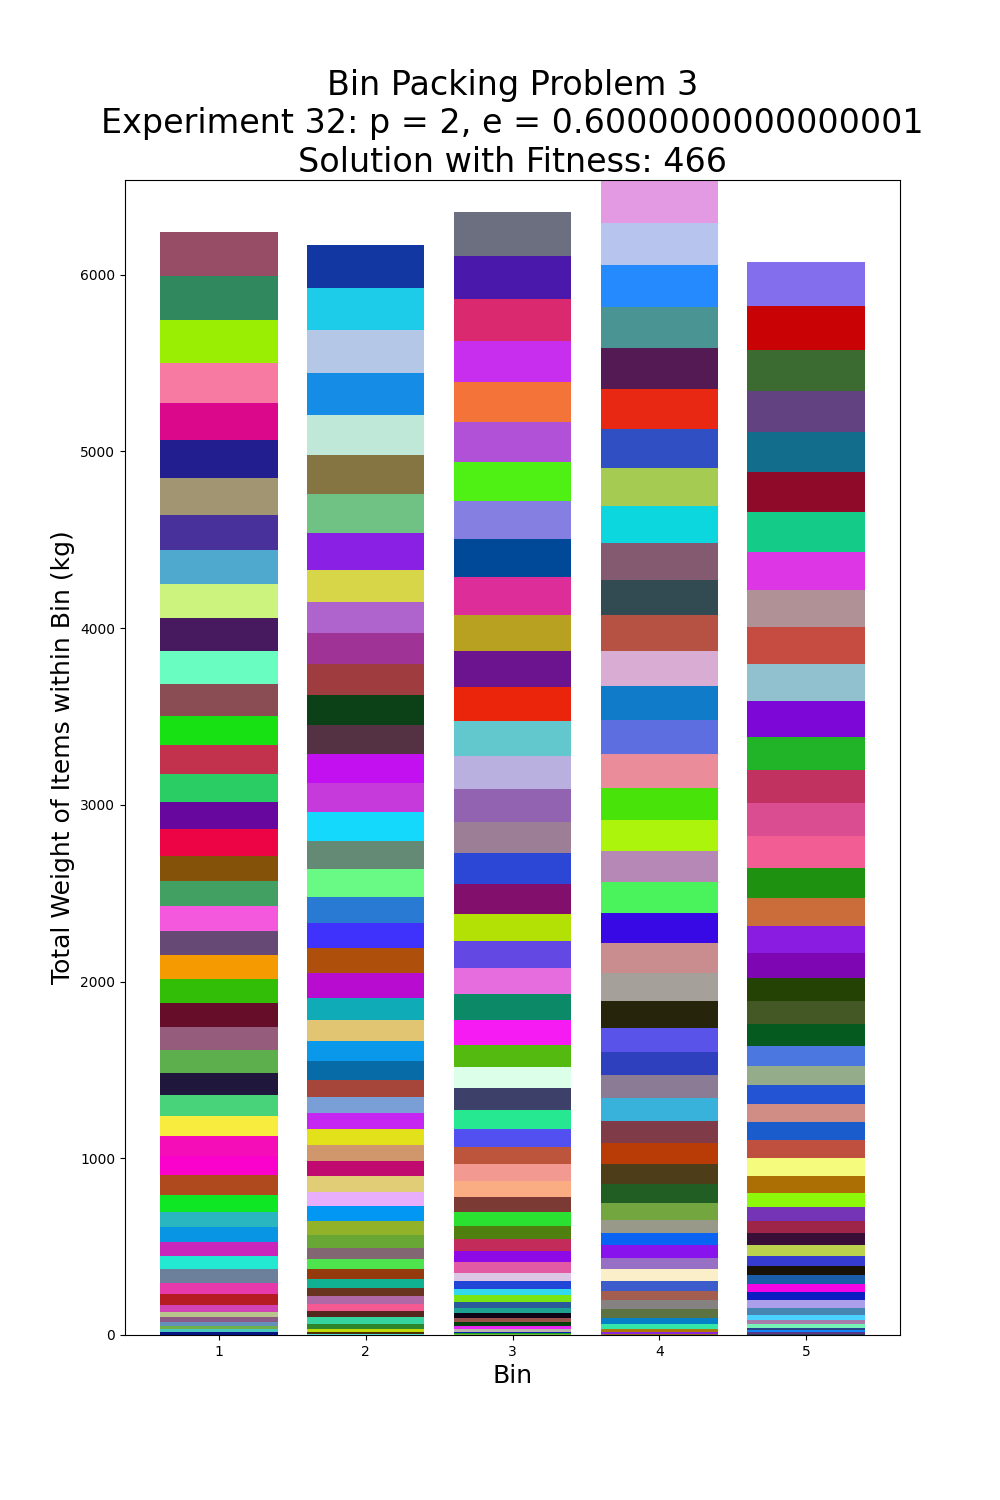 Bin Packing Problem 3
Experiment 32: p = 2, e = 0.6000000000000001
Solution with Fitness: 466
Total Weight of Items within Bin (kg)
6000
5000
4000
3000
2000
1000
0
1 2 3 4 5
Bin